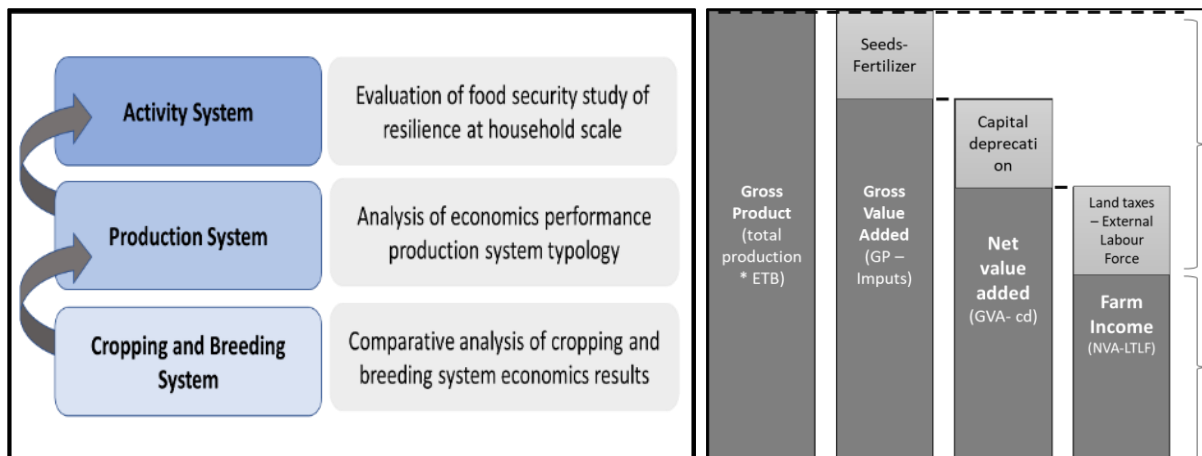 Activity System
Evaluation of food security study of
resilience at household scale
Production System
Analysis of economics performance
production system typology
Cropping and Breeding
System
Comparative analysis of cropping and
breeding system economics results
Gross
Product
(total
production
* ETB)
Seeds-
Fertilizer
Gross
Value
Added
(GP –
Imputs)
Capital
deprecati
on
Net
value
added
(GVA- cd)
Land taxes
– External
Labour
Force
Farm
Income
(NVA-LTLF)